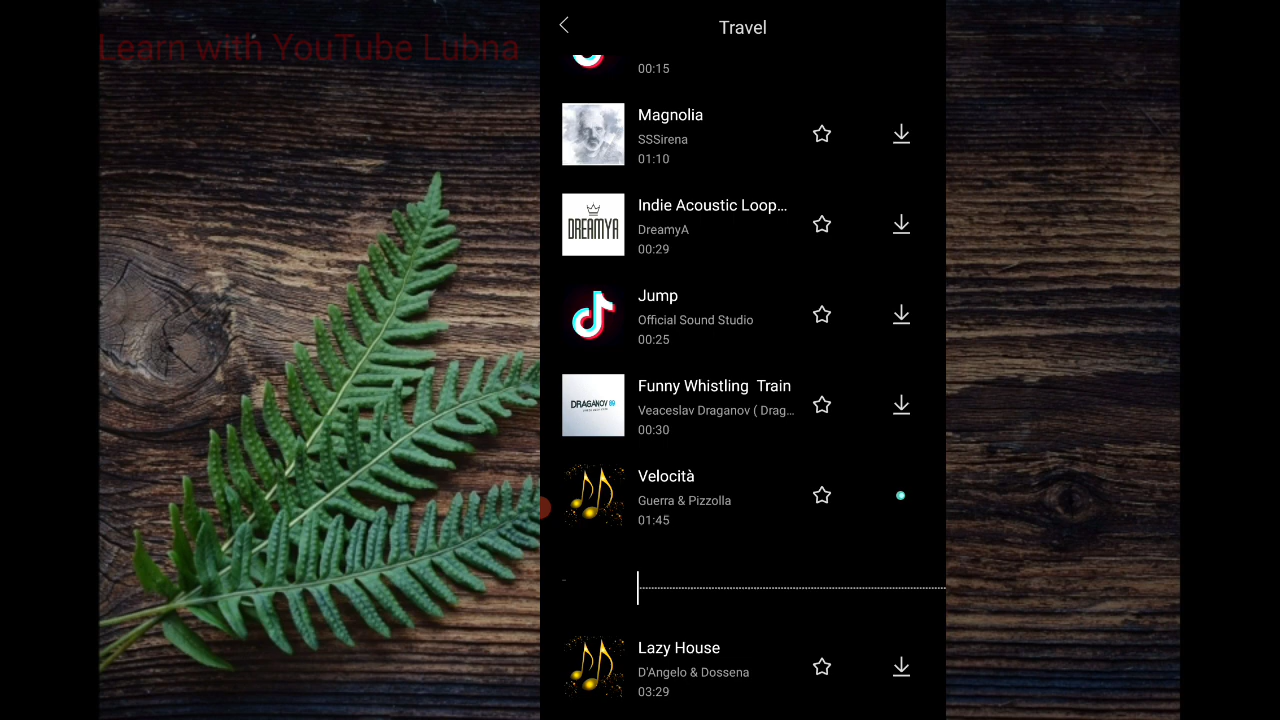 Learn with YouTube Lubna
Travel
00:15
Magnolia
SSSirena
01:10
DREAMYA
Indie Acoustic Loop...
DreamyA
00:29
Jump
Official Sound Studio
00:25
DRAGANOV 89
Funny Whistling  Train
Veaceslav Draganov ( Drag...
00:30
Velocità
Guerra & Pizzolla
01:45
Lazy House
D'Angelo & Dossena
03:29